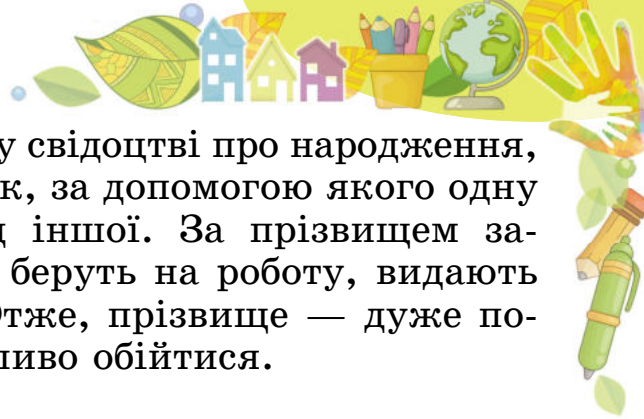 у свідоцтві про народження,
к, за допомогою якого одну
іншої. За прізвищем за-
беруть на роботу, видають
тже, прізвище — дуже по-
ливо обійтися.